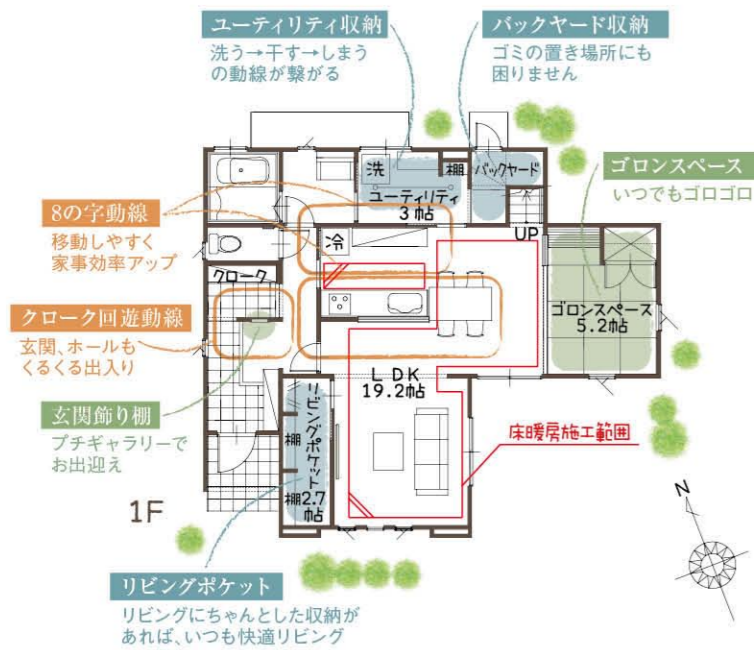 ユーティリティ収納
洗う→干す→しまう
の動線が繋がる
バックヤード収納
ゴミの置き場所にも
困りません
ゴロンスペース
いつでもゴロゴロ
8の字動線
移動しやすく
家事効率アップ
クローク回遊動線
玄関、ホールも
くるくる出入り
玄関飾り棚
プチギャラリーで
お出迎え
洗
棚
バックヤード
ユーティリティ
3帖
冷
UP
クローク
ゴロンスペース
5.2帖
LDK
19.2帖
リビングポケット
2.7帖
棚
棚
床暖房施工範囲
1F
N
リビングポケット
リビングにちゃんとした収納が
あれば、いつも快適リビング